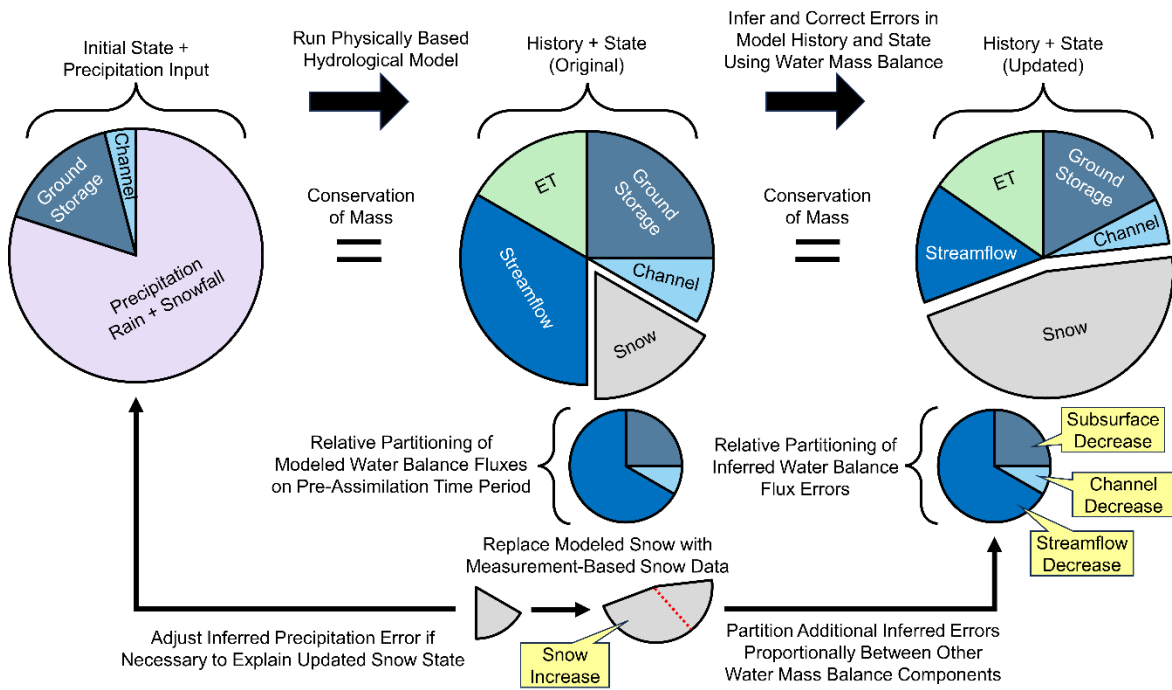 Initial State +
Precipitation Input
Run Physically Based
Hydrological Model
History + State
(Original)
Infer and Correct Errors in
Model History and State
Using Water Mass Balance
History + State
(Updated)
Channel
Ground
Storage
Precipitation
Rain + Snowfall
Conservation
of Mass
=
ET
Ground
Storage
Channel
Streamflow
Snow
Conservation
of Mass
=
ET
Ground
Storage
Channel
Streamflow
Snow
Relative Partitioning of
Modeled Water Balance Fluxes
on Pre-Assimilation Time Period
Relative Partitioning of
Inferred Water Balance
Flux Errors
Subsurface
Decrease
Channel
Decrease
Streamflow
Decrease
Replace Modeled Snow with
Measurement-Based Snow Data
Snow
Increase
Adjust Inferred Precipitation Error if
Necessary to Explain Updated Snow State
Partition Additional Inferred Errors
Proportionally Between Other
Water Mass Balance Components